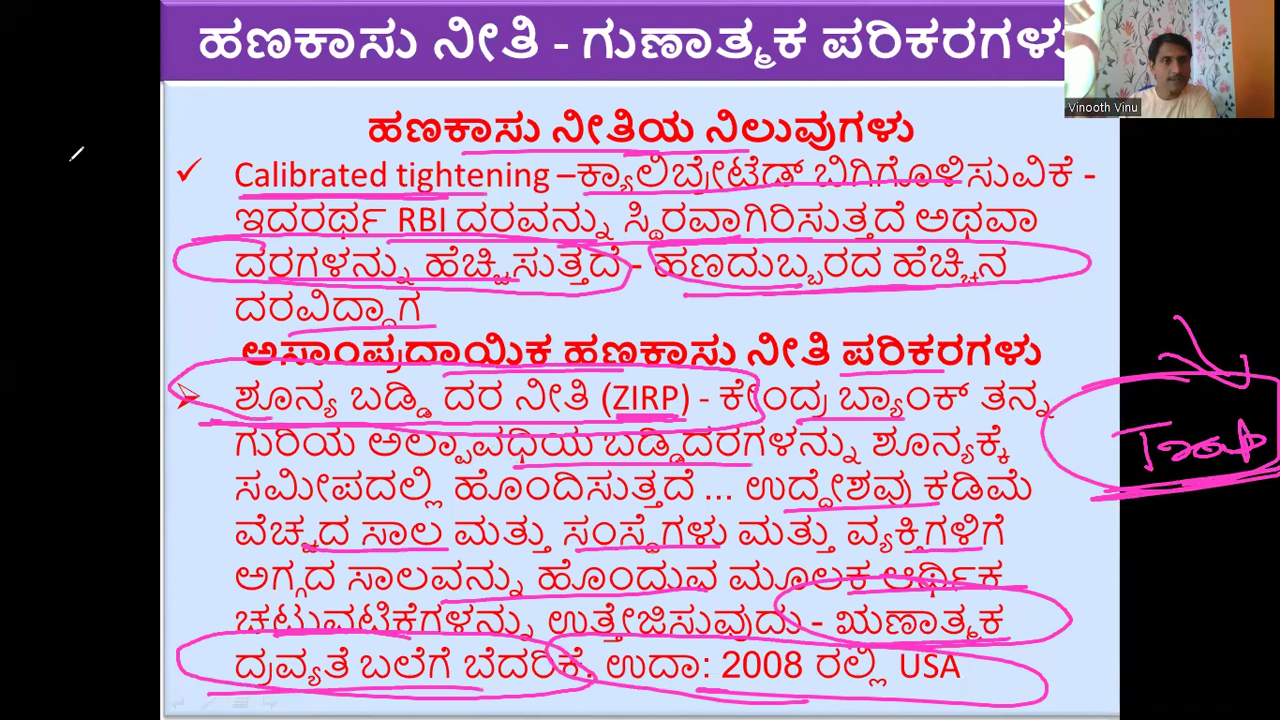 ಹಣಕಾಸು ನೀತಿ - ಗುಣಾತ್ಮಕ ಪರಿಕರಗಳು
Vinooth Vinu
ಹಣಕಾಸು ನೀತಿಯ ನಿಲುವುಗಳು
✓ Calibrated tightening –ಕ್ಯಾಲಿಬ್ರೇಟೆಡ್ ಬಿಗಿಗೊಳಿಸುವಿಕೆ -
ಇದರರ್ಥ RBI ದರವನ್ನು ಸ್ಥಿರವಾಗಿರಿಸುತ್ತದೆ ಅಥವಾ
ದರಗಳನ್ನು ಹೆಚ್ಚಿಸುತ್ತದೆ - ಹಣದುಬ್ಬರದ ಹೆಚ್ಚಿನ
ದರವಿದ್ದಾಗ
ಅಸಾಂಪ್ರದಾಯಿಕ ಹಣಕಾಸು ನೀತಿ ಪರಿಕರಗಳು
➢ ಶೂನ್ಯ ಬಡ್ಡಿ ದರ ನೀತಿ (ZIRP) - ಕೇಂದ್ರ ಬ್ಯಾಂಕ್ ತನ್ನ
ಗುರಿಯ ಅಲ್ಪಾವಧಿಯ ಬಡ್ಡಿದರಗಳನ್ನು ಶೂನ್ಯಕ್ಕೆ
ಸಮೀಪದಲ್ಲಿ ಹೊಂದಿಸುತ್ತದೆ ... ಉದ್ದೇಶವು ಕಡಿಮೆ
ವೆಚ್ಚದ ಸಾಲ ಮತ್ತು ಸಂಸ್ಥೆಗಳು ಮತ್ತು ವ್ಯಕ್ತಿಗಳಿಗೆ
ಅಗ್ಗದ ಸಾಲವನ್ನು ಹೊಂದುವ ಮೂಲಕ ಆರ್ಥಿಕ
ಚಟುವಟಿಕೆಗಳನ್ನು ಉತ್ತೇಜಿಸುವುದು - ಋಣಾತ್ಮಕ
ದ್ರವ್ಯತೆ ಬಲೆಗೆ ಬೆದರಿಕೆ. ಉದಾ: 2008 ರಲ್ಲಿ USA